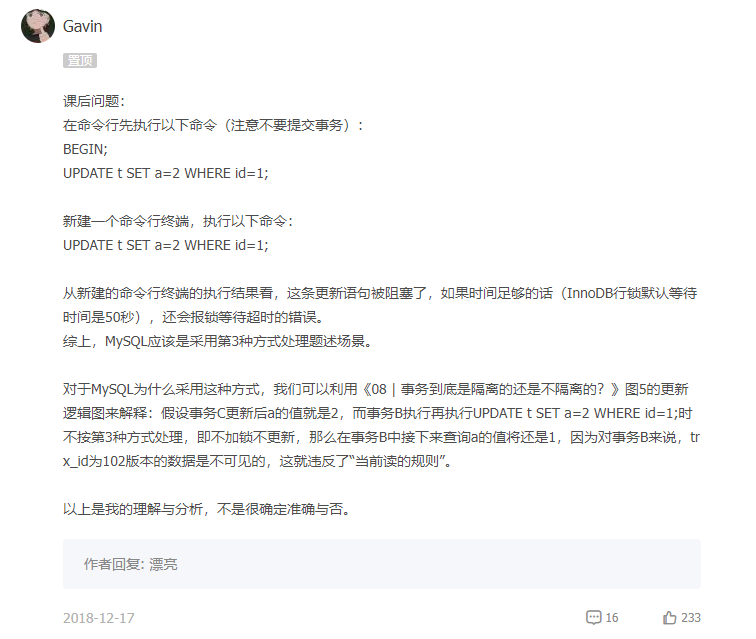 Gavin
置顶
课后问题：
在命令行先执行以下命令（注意不要提交事务）：
BEGIN;
UPDATE t SET a=2 WHERE id=1;
新建一个命令行终端，执行以下命令：
UPDATE t SET a=2 WHERE id=1;
从新建的命令行终端的执行结果看，这条更新语句被阻塞了，如果时间足够的话（InnoDB行锁默认等待
时间是50秒），还会报锁等待超时的错误。
综上，MySQL应该是采用第3种方式处理题述场景。
对于MySQL为什么采用这种方式，我们可以利用《08 | 事务到底是隔离的还是不隔离的？》图5的更新
逻辑图来解释：假设事务C更新后a的值就是2，而事务B执行再执行UPDATE t SET a=2 WHERE id=1;时
不按第3种方式处理，即不加锁不更新，那么在事务B中接下来查询a的值将还是1，因为对事务B来说，tr
x_id为102版本的数据是不可见的，这就违反了“当前读的规则”。
以上是我的理解与分析，不是很确定准确与否。
作者回复: 漂亮
2018-12-17
16
233